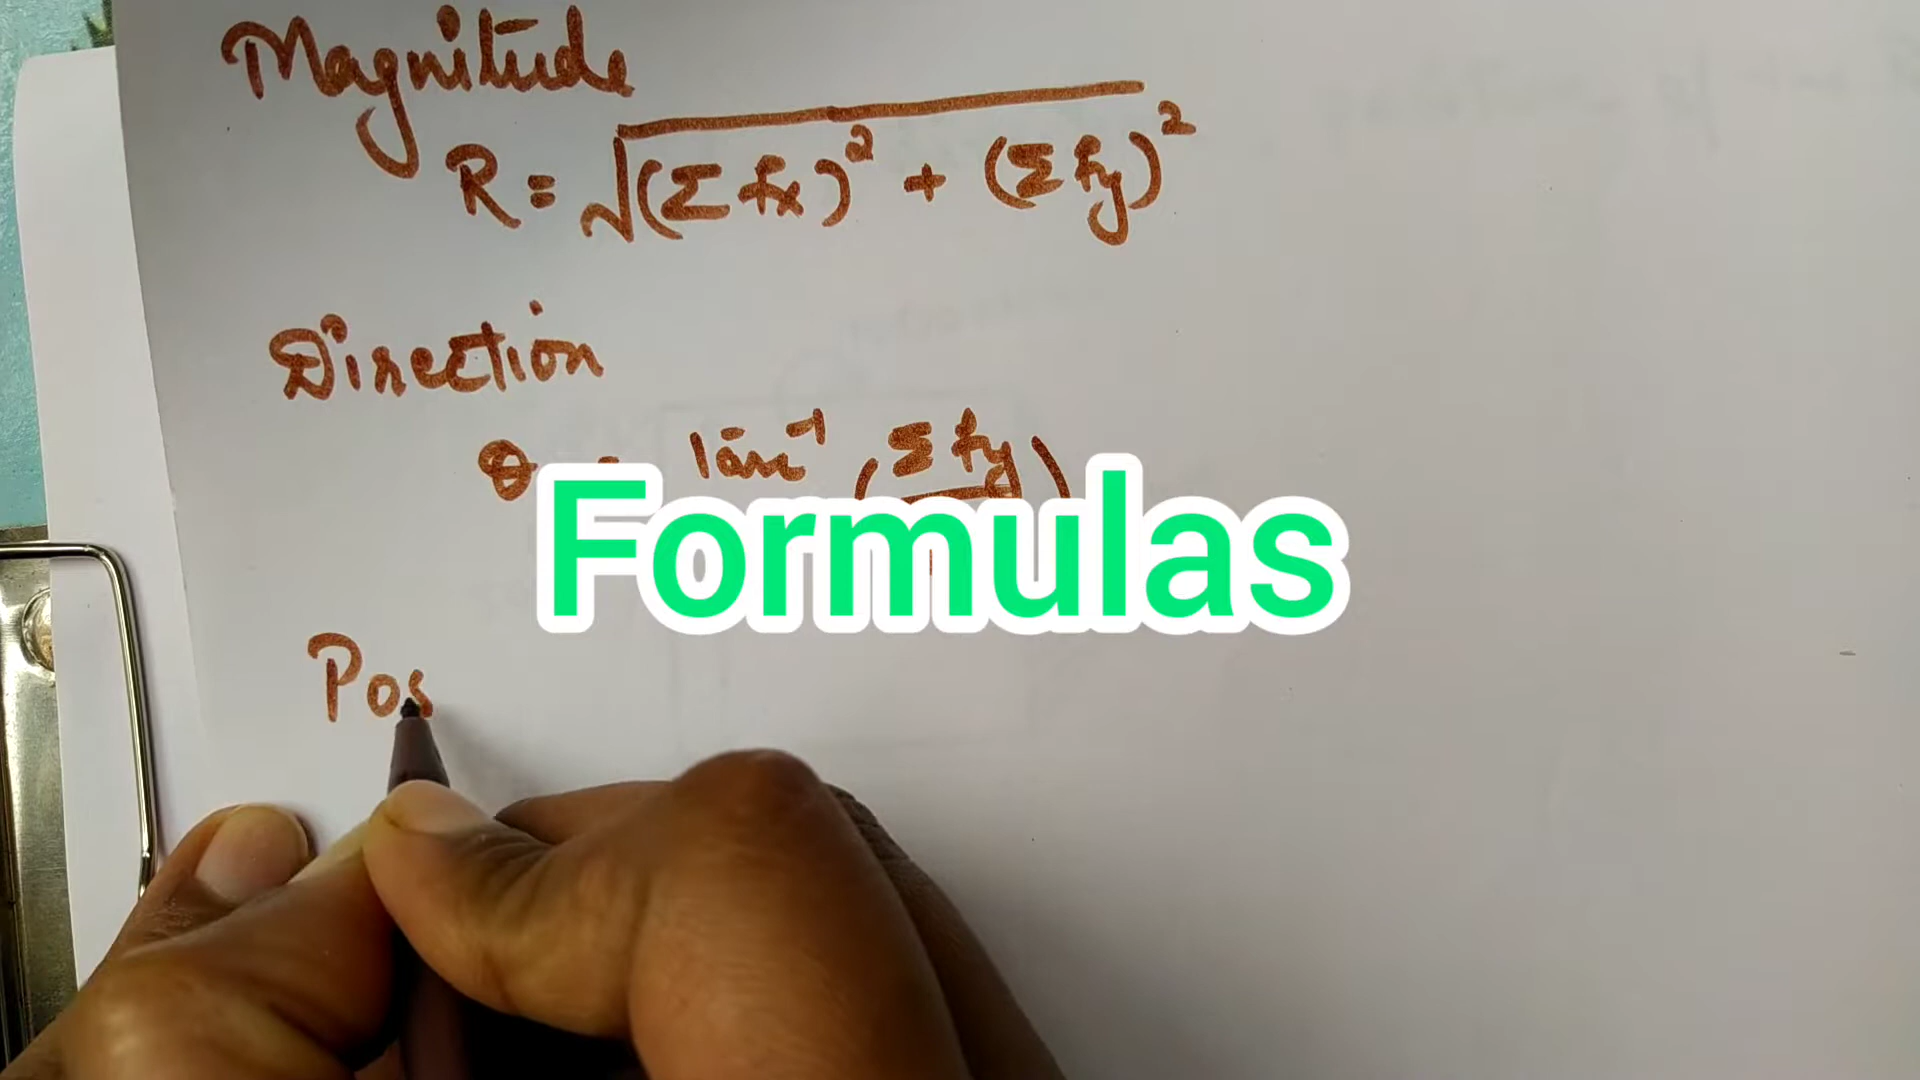 Magnitude
R = √(Σfx)² + (Σfy)²
Direction
θ = tan⁻¹ (Σfy)
Formulas
Pos